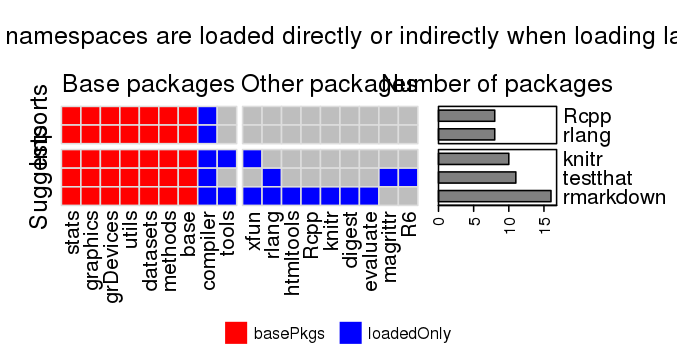 namespaces are loaded directly or indirectly when loading la
Base packages
Other packages
Number of packages
Imports
Suggests
Rcpp
rlang
knitr
testthat
rmarkdown
stats
graphics
grDevices
utils
datasets
methods
base
compiler
tools
xfun
rlang
htmltools
Rcpp
knitr
digest
evaluate
magrittr
R6
0
5
10
15
basePkgs
loadedOnly